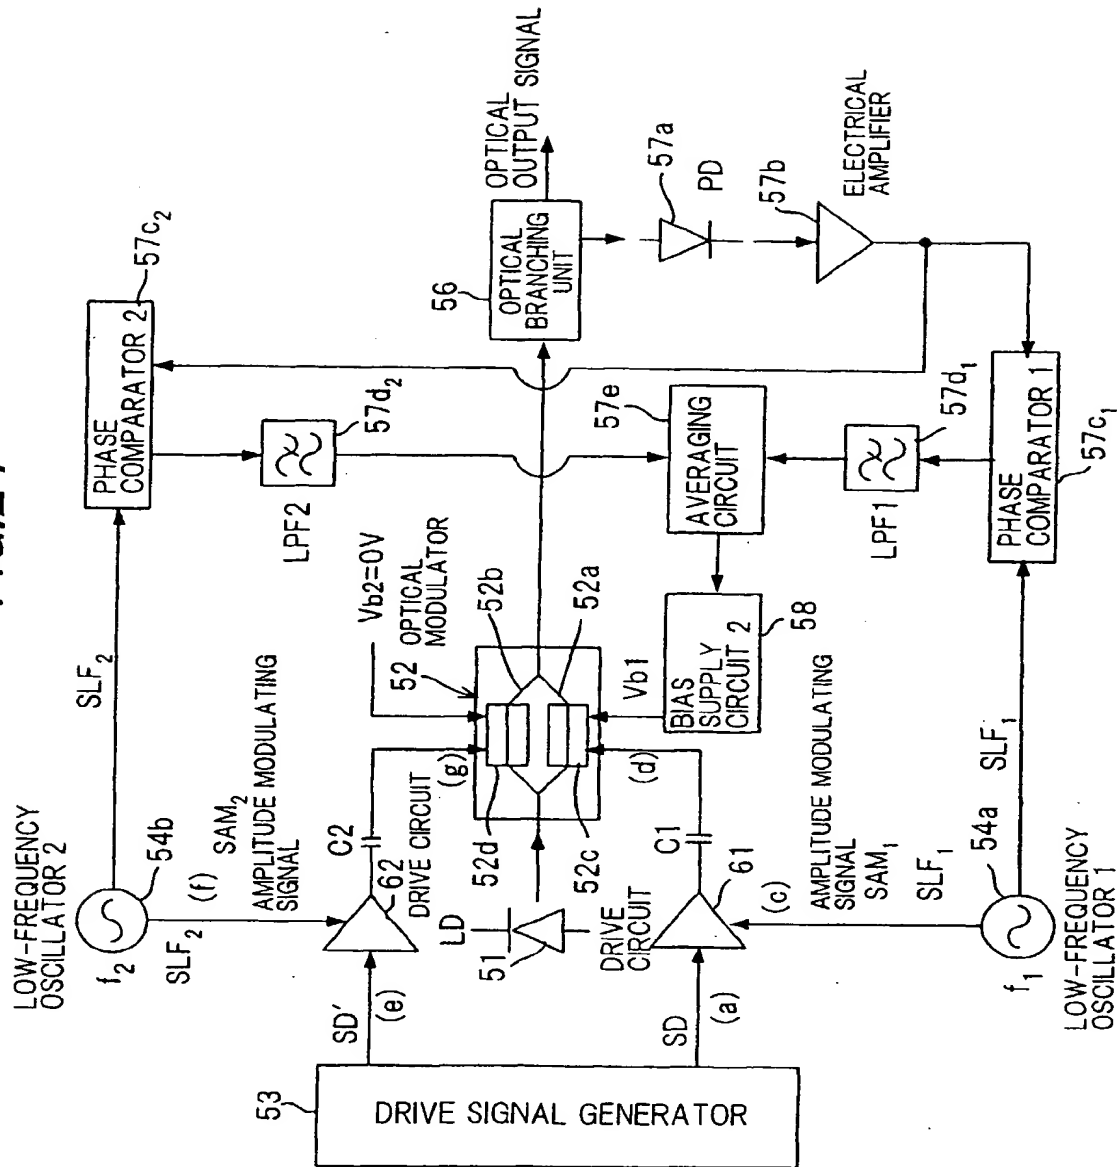 LOW-FREQUENCY
OSCILLATOR 2
54b
f2
SLF2
SLF2
(f)
SAM2
AMPLITUDE MODULATING
SIGNAL
PHASE
COMPARATOR 2
57c2
57d2
LPF2
Vb2=0V
OPTICAL
MODULATOR
52
52b
52a
52d
52c
(g)
(d)
C2
62
DRIVE CIRCUIT
SD'
(e)
LD
51
DRIVE
CIRCUIT
SD
(a)
61
C1
(c)
AMPLITUDE MODULATING
SIGNAL
SAM1
SLF1
53
DRIVE SIGNAL GENERATOR
56
OPTICAL
BRANCHING
UNIT
OPTICAL
OUTPUT SIGNAL
57a
PD
57b
ELECTRICAL
AMPLIFIER
57e
AVERAGING
CIRCUIT
57d1
LPF1
Vb1
BIAS
SUPPLY
CIRCUIT 2
58
PHASE
COMPARATOR 1
57c1
SLF1
54a
f1
LOW-FREQUENCY
OSCILLATOR 1